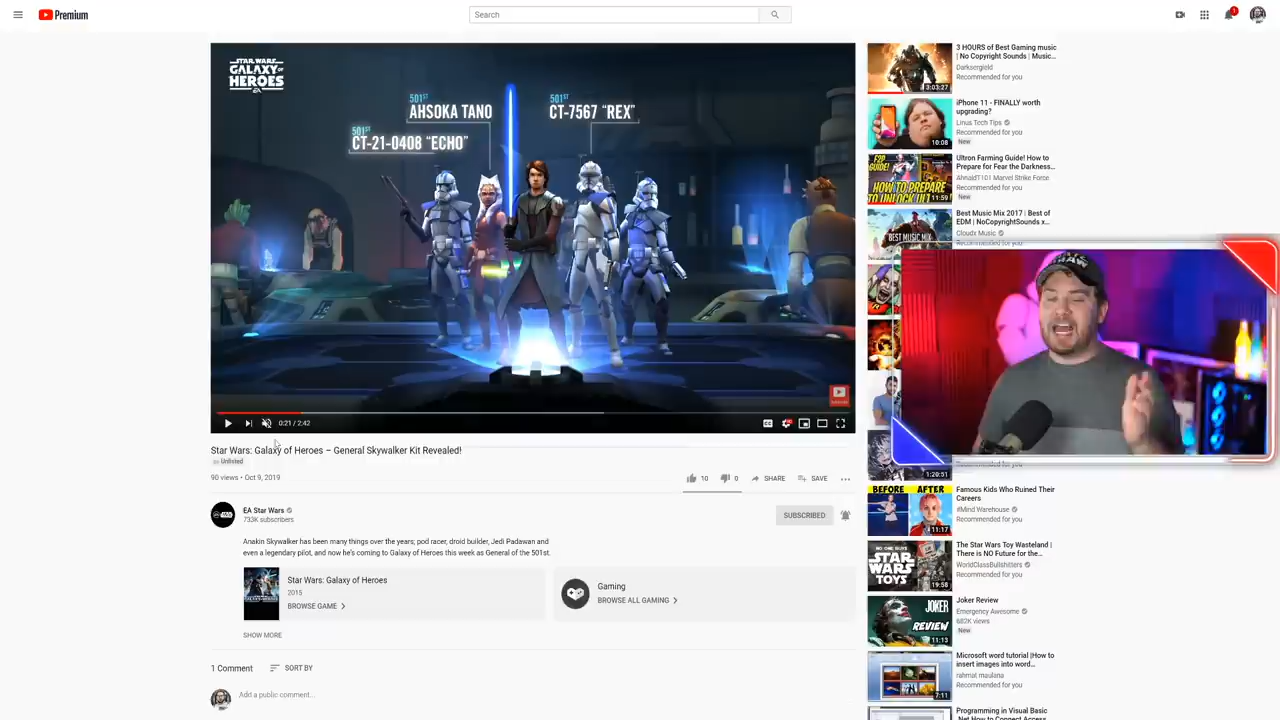 Premium
Search
1
STAR WARS
GALAXY OF
HEROES
EA
501ST
AHSOKA TANO
501ST
CT-7567 "REX"
501ST
CT-21-0408 "ECHO"
0:21 / 2:42
Star Wars: Galaxy of Heroes – General Skywalker Kit Revealed!
Unlisted
90 views • Oct 9, 2019
10
0
SHARE
SAVE
EA Star Wars
733K subscribers
SUBSCRIBED
Anakin Skywalker has been many things over the years; pod racer, droid builder, Jedi Padawan and
even a legendary pilot, and now he's coming to Galaxy of Heroes this week as General of the 501st.
Star Wars: Galaxy of Heroes
2015
BROWSE GAME
Gaming
BROWSE ALL GAMING
SHOW MORE
1 Comment
SORT BY
Add a public comment...
3:03:27
3 HOURS of Best Gaming music
| No Copyright Sounds | Music...
Darksergield
Recommended for you
10:08
iPhone 11 - FINALLY worth
upgrading?
Linus Tech Tips
Recommended for you
New
F2P
GUIDE!
HOW TO PREPARE
11:59
Ultron Farming Guide! How to
Prepare for Fear the Darkness...
AhnaldT101 Marvel Strike Force
Recommended for you
New
BEST MUSIC MIX
Best Music Mix 2017 | Best of
EDM | NoCopyrightSounds x...
Cloudx Music
Recommended for you
1:26:51
BEFORE AFTER
11:17
Famous Kids Who Ruined Their
Careers
#Mind Warehouse
Recommended for you
NO ONE BUYS
STAR
WARS
TOYS
19:58
The Star Wars Toy Wasteland |
There is NO Future for the...
WorldClassBullshitters
Recommended for you
JOKER
REVIEW
11:13
Joker Review
Emergency Awesome
682K views
New
7:11
Microsoft word tutorial |How to
insert images into word...
rahmat maulana
Recommended for you
Programming in Visual Basic
.Net How to Connect Access